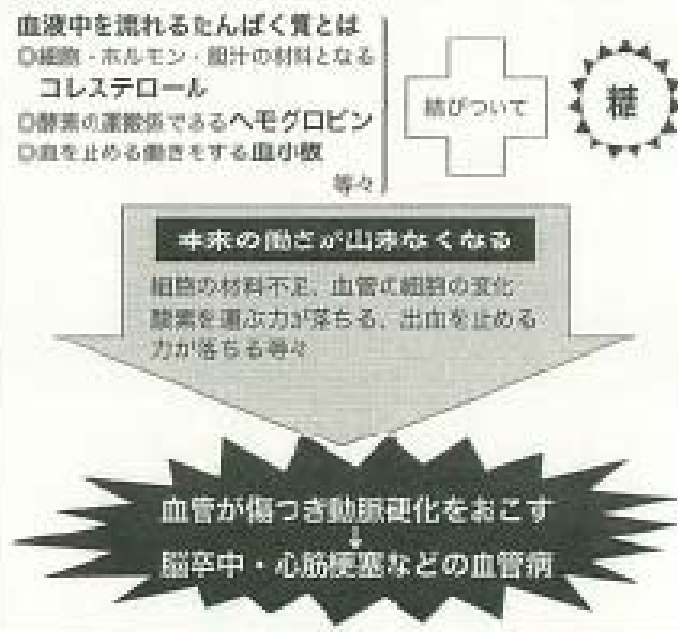 血液中を流れるたんぱく質とは
◎細胞・ホルモン・胆汁の材料となる
コレステロール
◎酸素の運搬係であるヘモグロビン
◎血を止める働きをする血小板
等々
結びついて
糖
本来の働きが出来なくなる
細胞の材料不足、血管の細胞の変化
酸素を運ぶ力が落ちる、出血を止める
力が落ちる等々
血管が傷つき動脈硬化をおこす
↓
脳卒中・心筋梗塞などの血管病